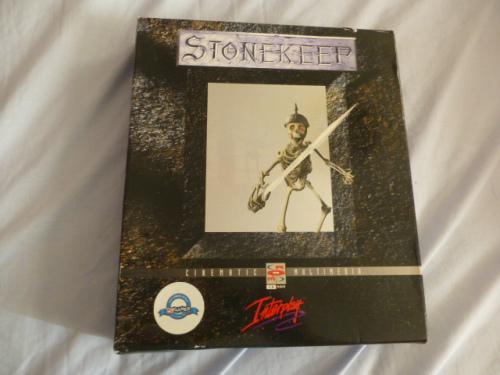 STONEKEEP
CINEMATIC MULTIMEDIA
Interplay